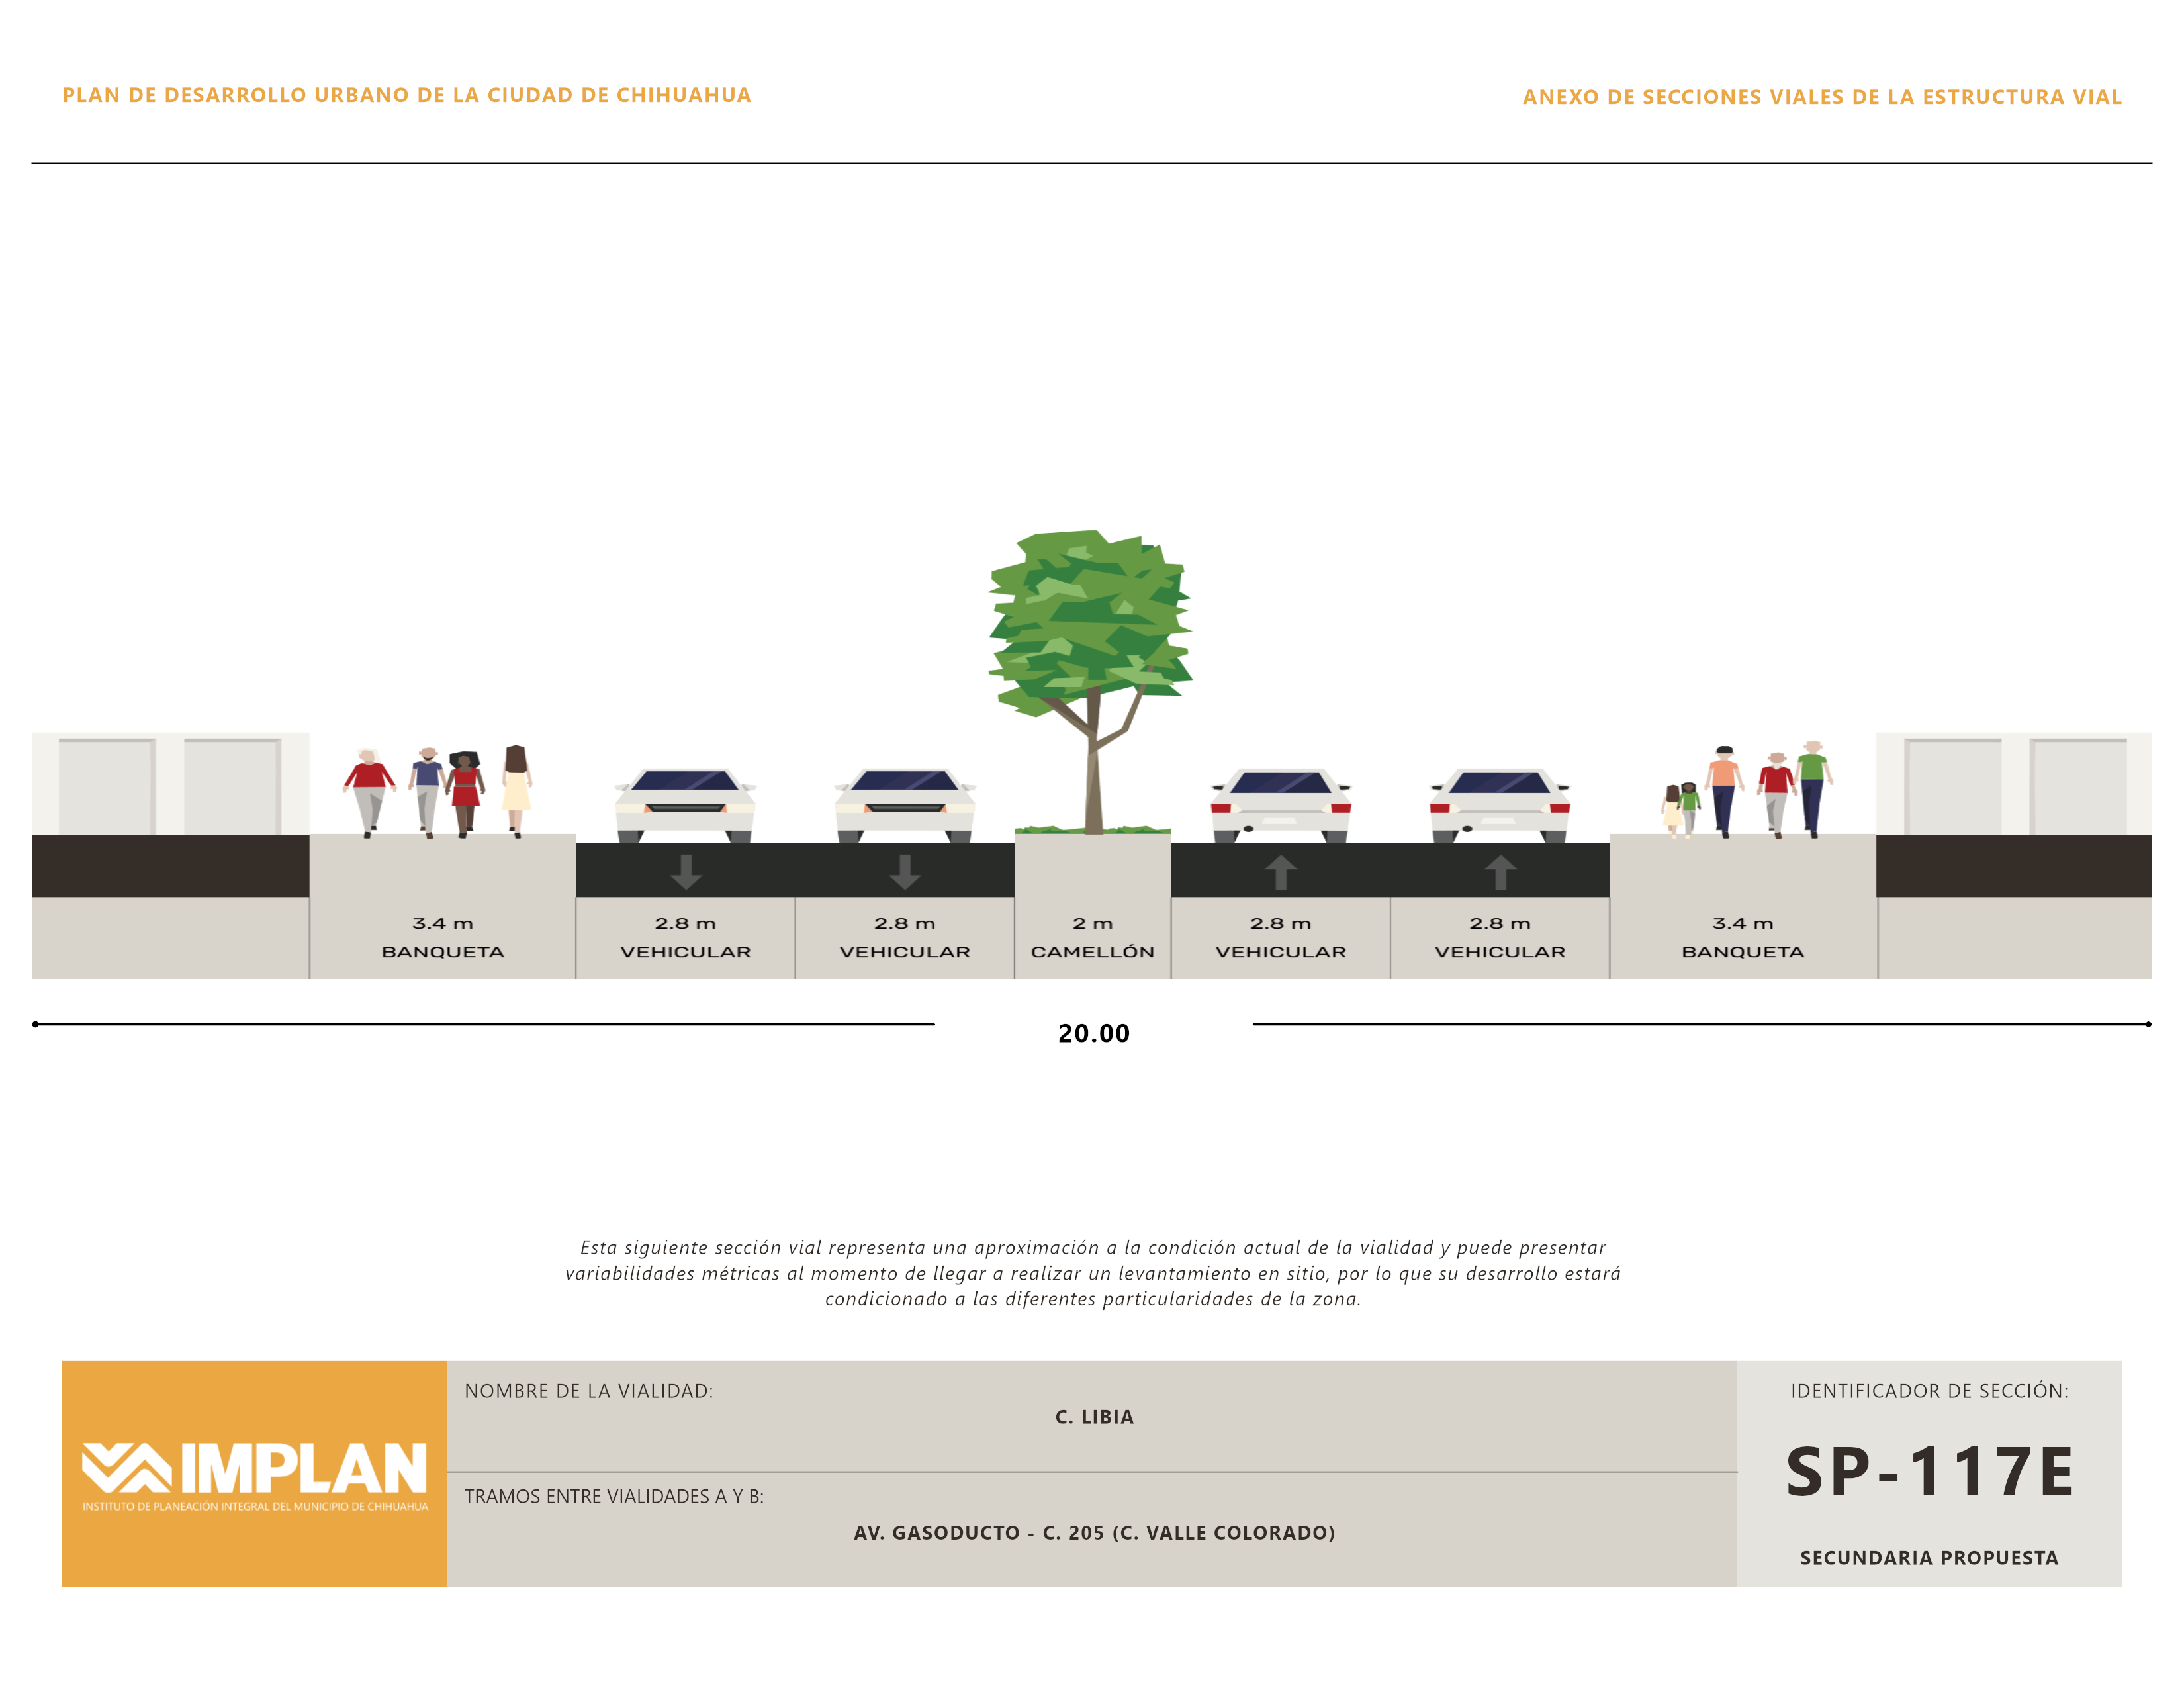 PLAN DE DESARROLLO URBANO DE LA CIUDAD DE CHIHUAHUA
ANEXO DE SECCIONES VIALES DE LA ESTRUCTURA VIAL
3.4 m
BANQUETA
2.8 m
VEHICULAR
2.8 m
VEHICULAR
2 m
CAMELLÓN
2.8 m
VEHICULAR
2.8 m
VEHICULAR
3.4 m
BANQUETA
20.00
Esta siguiente sección vial representa una aproximación a la condición actual de la vialidad y puede presentar
variabilidades métricas al momento de llegar a realizar un levantamiento en sitio, por lo que su desarrollo estará
condicionado a las diferentes particularidades de la zona.
IMPLAN
INSTITUTO DE PLANEACIÓN INTEGRAL DEL MUNICIPIO DE CHIHUAHUA
NOMBRE DE LA VIALIDAD:
C. LIBIA
TRAMOS ENTRE VIALIDADES A Y B:
AV. GASODUCTO - C. 205 (C. VALLE COLORADO)
IDENTIFICADOR DE SECCIÓN:
SP-117E
SECUNDARIA PROPUESTA